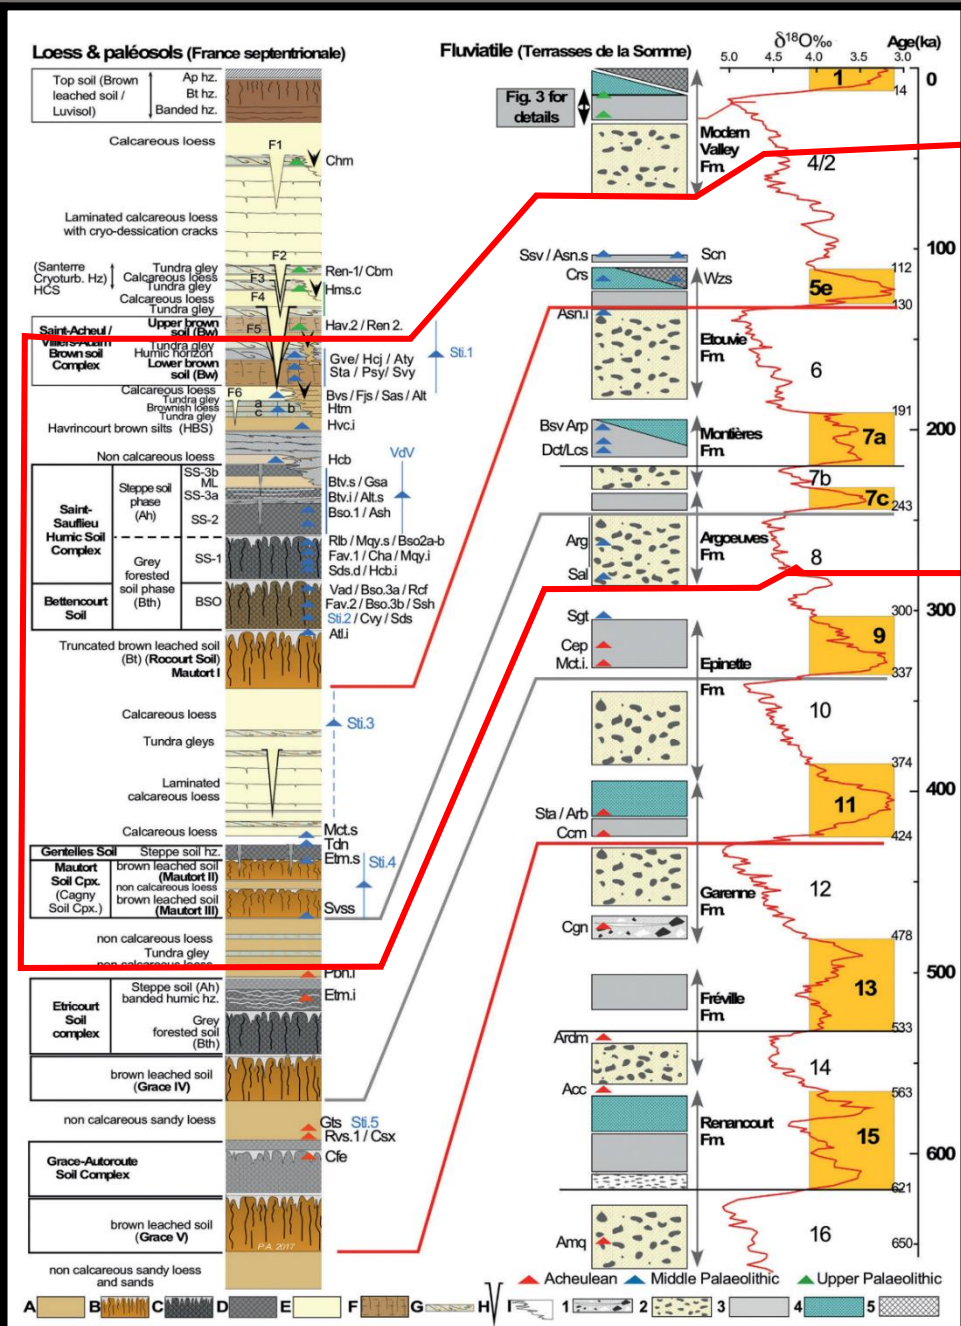 Loess & paléosols (France septentrionale)
Fluviatile (Terrasses de la Somme)
δ¹⁸O‰
Age(ka)
5.0 4.5 4.0 3.5 3.0
Top soil (Brown
leached soil /
Luvisol)
Ap hz.
Bt hz.
Banded hz.
Calcareous loess
F1
Chm
Laminated calcareous loess
with cryo-dessication cracks
F2
(Santerre
Cryoturb. Hz)
HCS
Tundra gley
Calcareous loess
Tundra gley
Calcareous loess
Tundra gley
F3
F4
Ren-1/ Cbm
Hms.c
Saint-Acheul /
Villers-Adam
Brown soil
Complex
Upper brown
soil (Bw)
Tundra gley
Humic horizon
Lower brown
soil (Bw)
F5
Hav.2 / Ren 2.
Sti.1
Gve/ Hcj / Aty
Sta / Psy/ Svy
Calcareous loess
Tundra gley
Brownish loess
Tundra gley
F6
a
c b
Bvs / Fjs / Sas / Alt
Htm
Havrincourt brown silts (HBS)
Hvc.i
Non calcareous loess
Hcb
VdV
Saint-
Sauflieu
Humic Soil
Complex
Steppe soil
phase
(Ah)
SS-3b
ML
SS-3a
SS-2
Btv.s / Gsa
Btv.i / Alt.s
Bso.1 / Ash
Grey
forested
soil phase
(Bth)
SS-1
Rlb / Mqy.s / Bso2a-b
Fav.1 / Cha / Mqy.i
Sds.d / Hcb.i
Bettencourt
Soil
BSO
Vad / Bso.3a / Rcf
Fav.2 / Bso.3b / Ssh
Sti.2 / Cvy / Sds
Atl.i
Truncated brown leached soil
(Bt) (Rocourt Soil)
Mautort I
Calcareous loess
Sti.3
Tundra gleys
Laminated
calcareous loess
Calcareous loess
Mct.s
Tdn
Gentelles Soil
Steppe soil hz.
Etm.s
Sti.4
Mautort
Soil Cpx.
(Cagny
Soil Cpx.)
brown leached soil
(Mautort II)
non calcareous loess
brown leached soil
(Mautort III)
Svss
non calcareous loess
Tundra gley
non calcareous loess
Pbn.i
Etricourt
Soil
complex
Steppe soil (Ah)
banded humic hz.
Grey
forested soil
(Bth)
Etm.i
brown leached soil
(Grace IV)
non calcareous sandy loess
Gts Sti.5
Rvs.1 / Csx
Grace-Autoroute
Soil Complex
Cfe
brown leached soil
(Grace V)
P.A. 2017
non calcareous sandy loess
and sands
Fig. 3 for
details
Modern
Valley
Fm.
Ssv / Asn.s
Scn
Crs
Wzs
Asn.i
Etouvie
Fm.
Bsv Arp
Dct/Lcs
Montières
Fm.
Arg
Sal
Argoeuves
Fm.
Sgt
Cep
Mct.i.
Epinette
Fm.
Sta / Arb
Ccm
Garenne
Fm.
Cgn
Fréville
Fm.
Ardm
Acc
Renancourt
Fm.
Amq
1
4/2
5e
6
7a
7b
7c
8
9
10
11
12
13
14
15
16
0
14
100
112
130
191
200
243
300
300
337
374
400
424
478
500
533
563
600
621
650
Acheulean Middle Palaeolithic Upper Palaeolithic
A B C D E F G H I 1 2 3 4 5